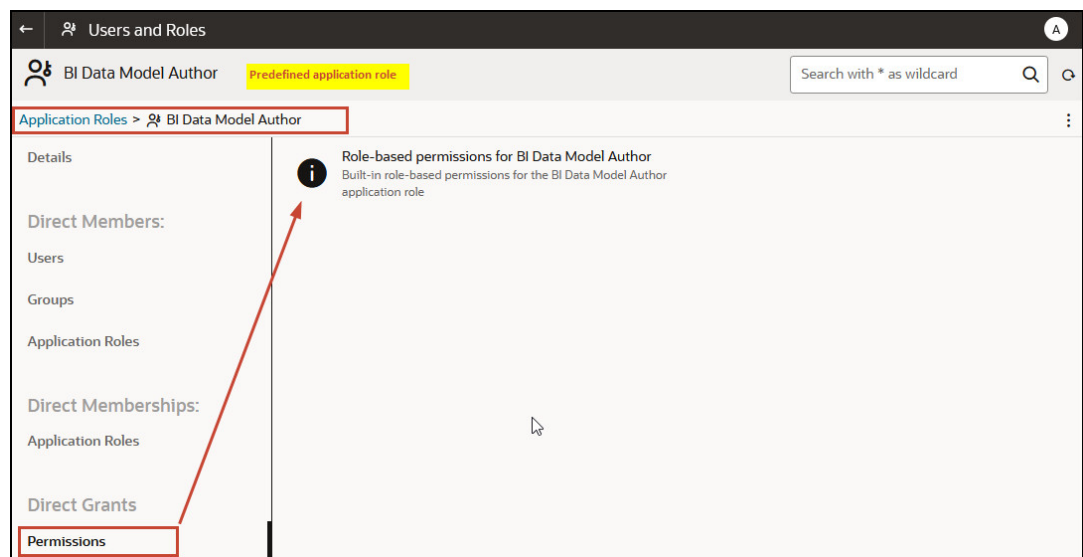 ← Users and Roles A
BI Data Model Author Predefined application role Search with * as wildcard
Application Roles > BI Data Model Author
Details
Role-based permissions for BI Data Model Author
Built-in role-based permissions for the BI Data Model Author
application role
Direct Members:
Users
Groups
Application Roles
Direct Memberships:
Application Roles
Direct Grants
Permissions